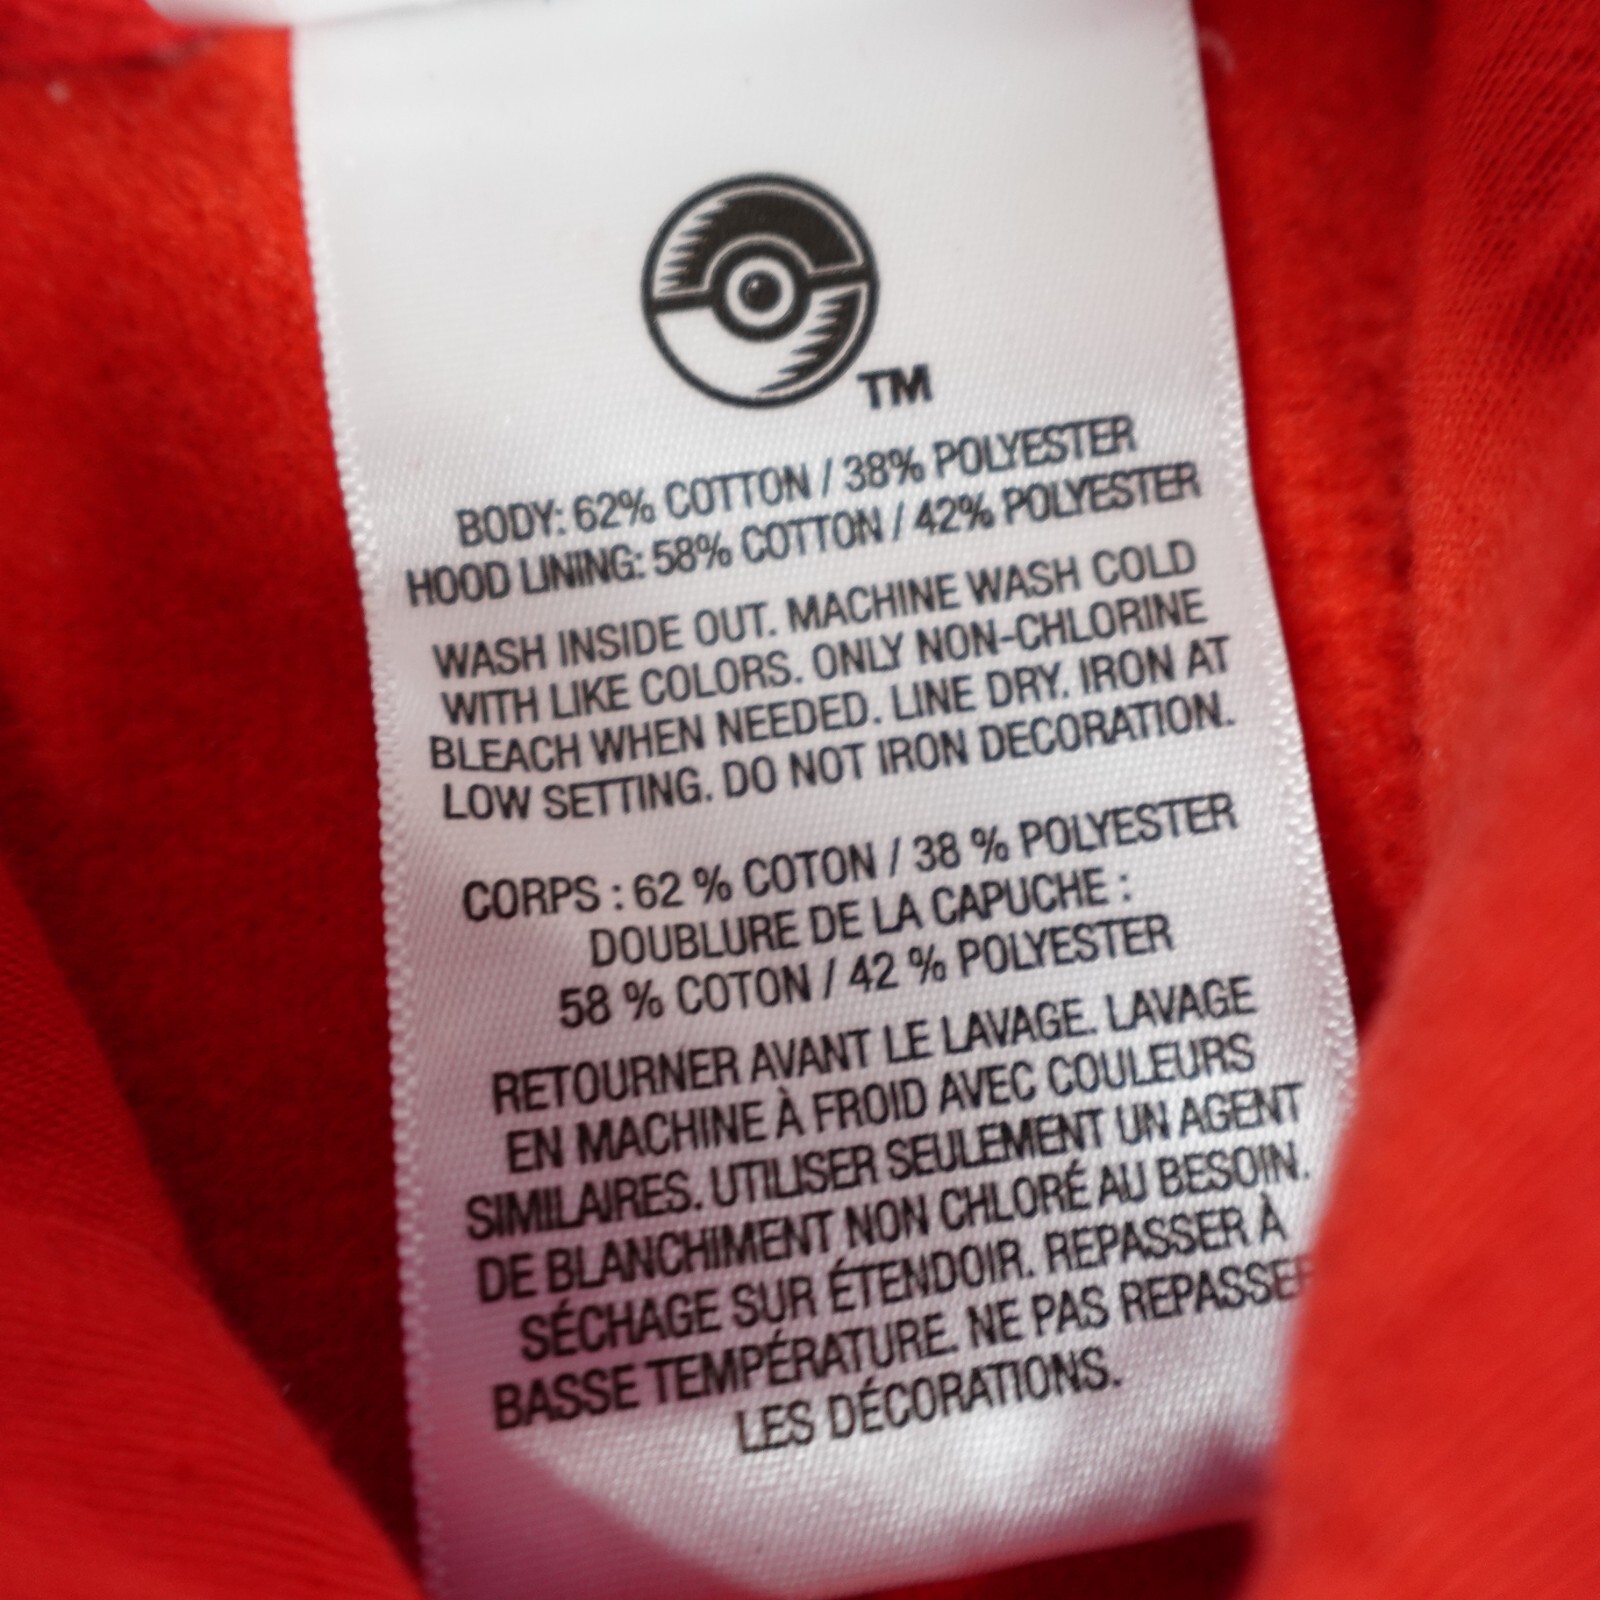 TM
BODY: 62% COTTON / 38% POLYESTER
HOOD LINING: 58% COTTON / 42% POLYESTER
WASH INSIDE OUT. MACHINE WASH COLD
WITH LIKE COLORS. ONLY NON-CHLORINE
BLEACH WHEN NEEDED. LINE DRY. IRON AT
LOW SETTING. DO NOT IRON DECORATION.
CORPS : 62 % COTON / 38 % POLYESTER
DOUBLURE DE LA CAPUCHE :
58 % COTON / 42 % POLYESTER
RETOURNER AVANT LE LAVAGE. LAVAGE
EN MACHINE À FROID AVEC COULEURS
SIMILAIRES. UTILISER SEULEMENT UN AGENT
DE BLANCHIMENT NON CHLORÉ AU BESOIN.
SÉCHAGE SUR ÉTENDOIR. REPASSER À
BASSE TEMPÉRATURE. NE PAS REPASSER
LES DÉCORATIONS.